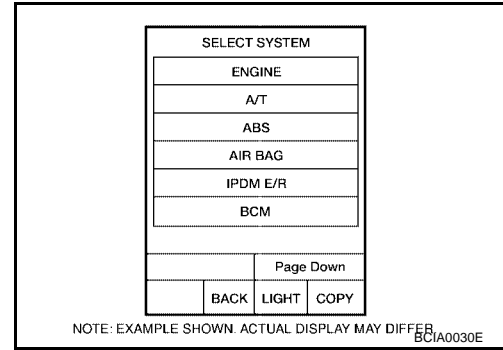 SELECT SYSTEM
ENGINE
A/T
ABS
AIR BAG
IPDM E/R
BCM
Page Down
BACK LIGHT COPY
NOTE: EXAMPLE SHOWN. ACTUAL DISPLAY MAY DIFFER.
BCIA0030E